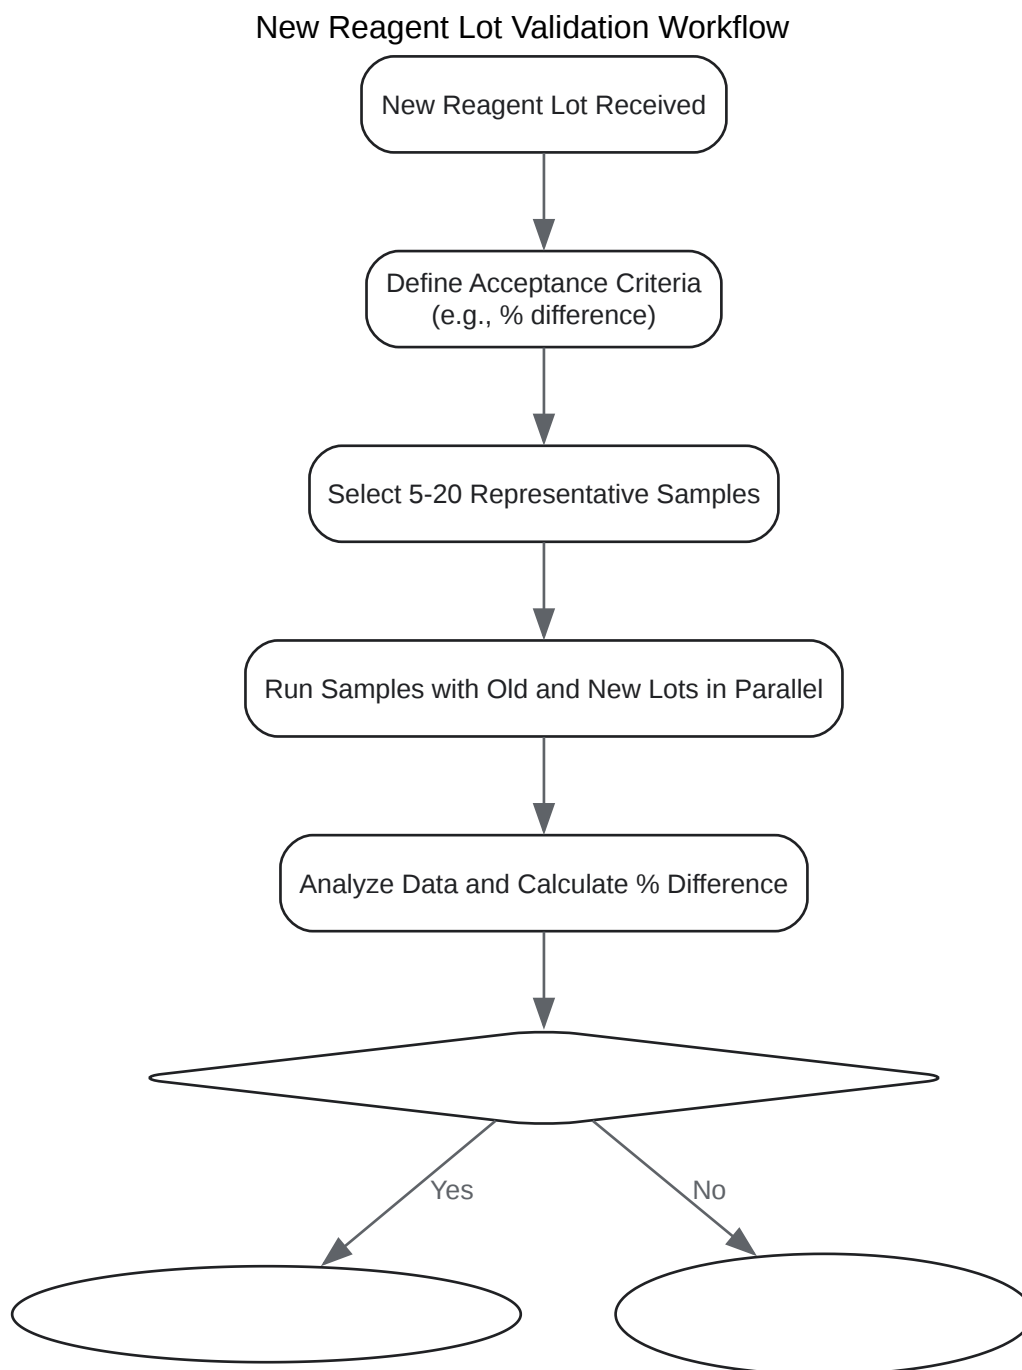 New Reagent Lot Validation Workflow
New Reagent Lot Received
Define Acceptance Criteria
(e.g., % difference)
Select 5-20 Representative Samples
Run Samples with Old and New Lots in Parallel
Analyze Data and Calculate % Difference
Yes
No